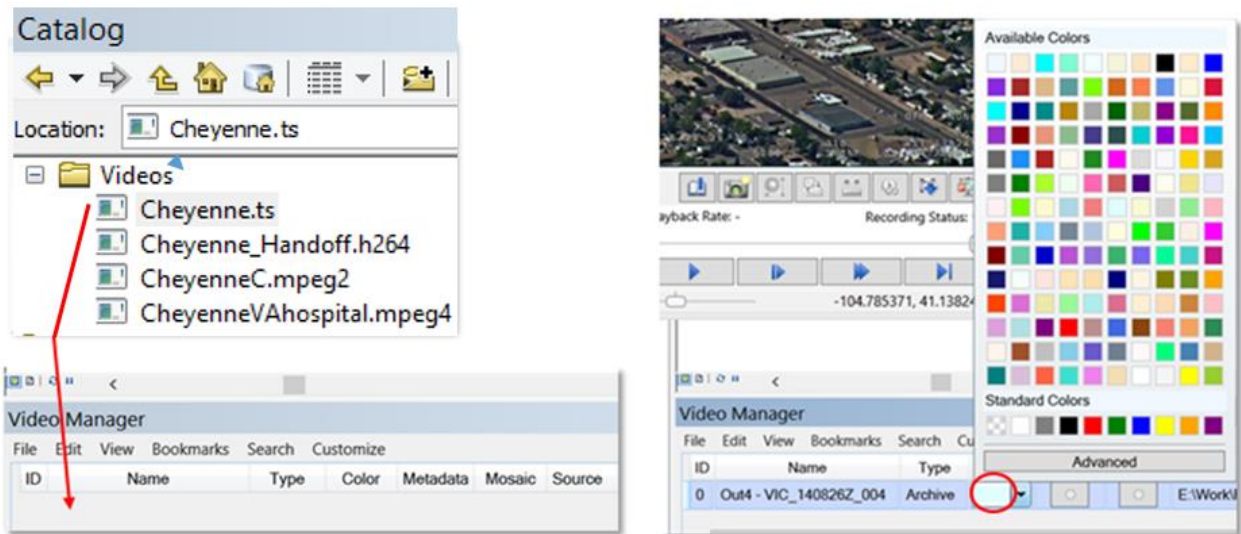 Catalog
Location: Cheyenne.ts
Videos
Cheyenne.ts
Cheyenne_Handoff.h264
CheyenneC.mpeg2
CheyenneVAhospital.mpeg4
Video Manager
File Edit View Bookmarks Search Customize
ID Name Type Color Metadata Mosaic Source
Available Colors
ayback Rate: - Recording Status:
-104.785371, 41.13824
Standard Colors
Advanced
Video Manager
File Edit View Bookmarks Search Cu
ID Name Type
0 Out4 - VIC_140826Z_004 Archive E:\Work\